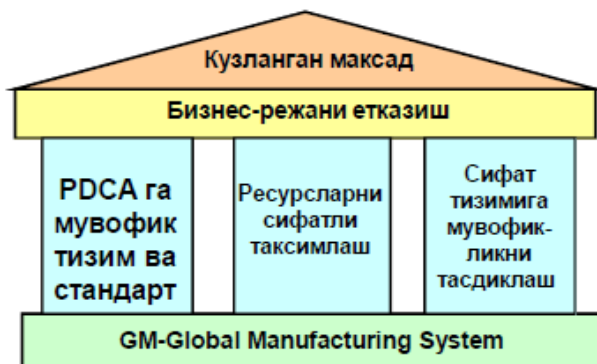 Кузланган максад
Бизнес-режани етказиш
PDCA га
мувофик
тизим ва
стандарт
Ресурсларни
сифатли
таксимлаш
Сифат
тизимига
мувофик-
ликни
тасдиклаш
GM-Global Manufacturing System